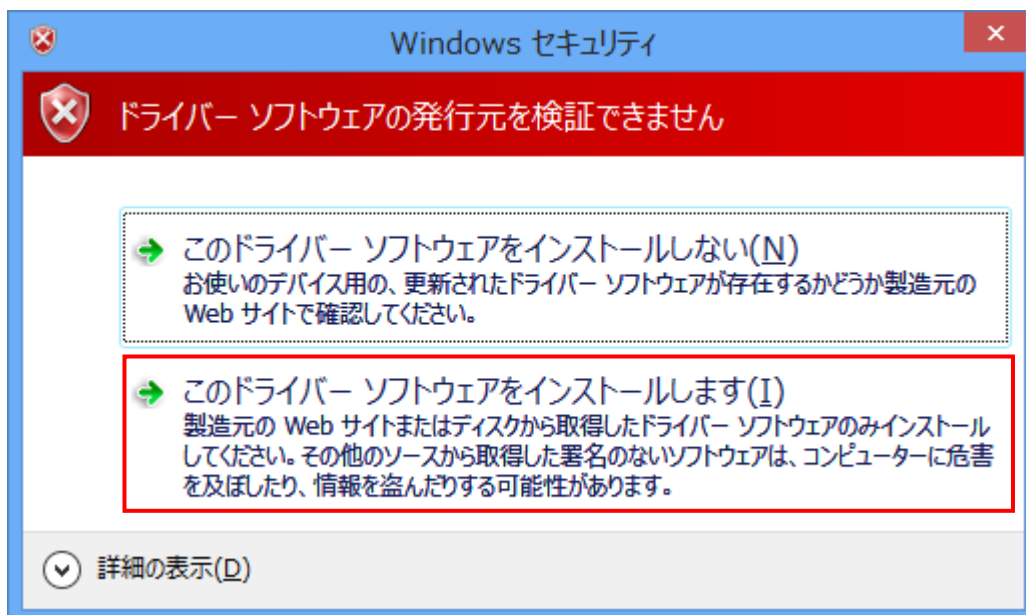 Windows セキュリティ
ドライバー ソフトウェアの発行元を検証できません
このドライバー ソフトウェアをインストールしない(N)
お使いのデバイス用の、更新されたドライバー ソフトウェアが存在するかどうか製造元の
Web サイトで確認してください。
このドライバー ソフトウェアをインストールします(I)
製造元の Web サイトまたはディスクから取得したドライバー ソフトウェアのみインストール
してください。その他のソースから取得した署名のないソフトウェアは、コンピューターに危害
を及ぼしたり、情報を盗んだりする可能性があります。
詳細の表示(D)